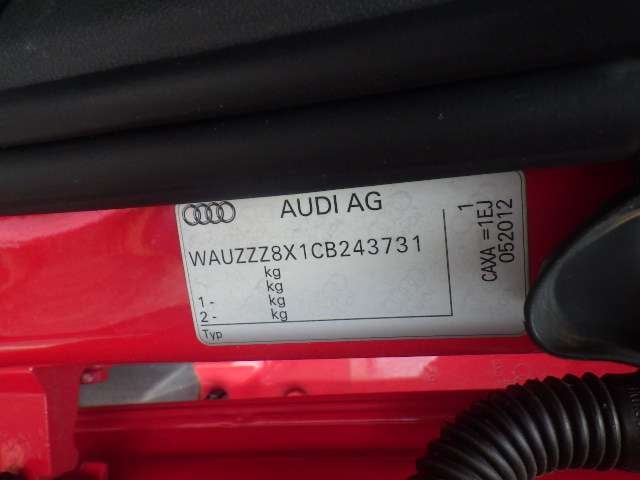 AUDI AG
WAUZZZ8X1CB243731
kg
kg
1 - kg
2 - kg
Typ
1
CAXA =1EJ
052012